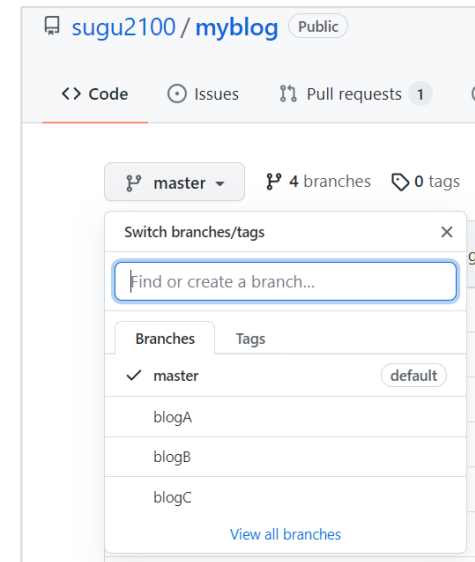 sugu2100 / myblog Public
<> Code Issues Pull requests 1
master 4 branches 0 tags
Switch branches/tags
Find or create a branch...
Branches Tags
master default
blogA
blogB
blogC
View all branches